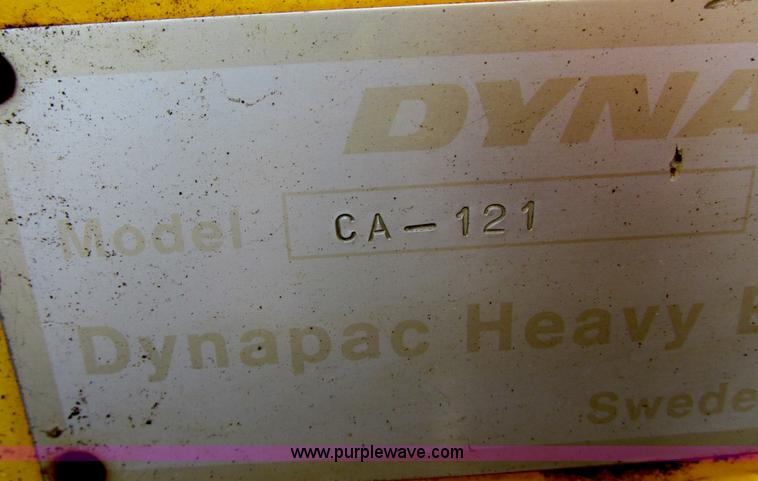 DYNA
Model CA-121
Dynapac Heavy
Swede
www.purplewave.com